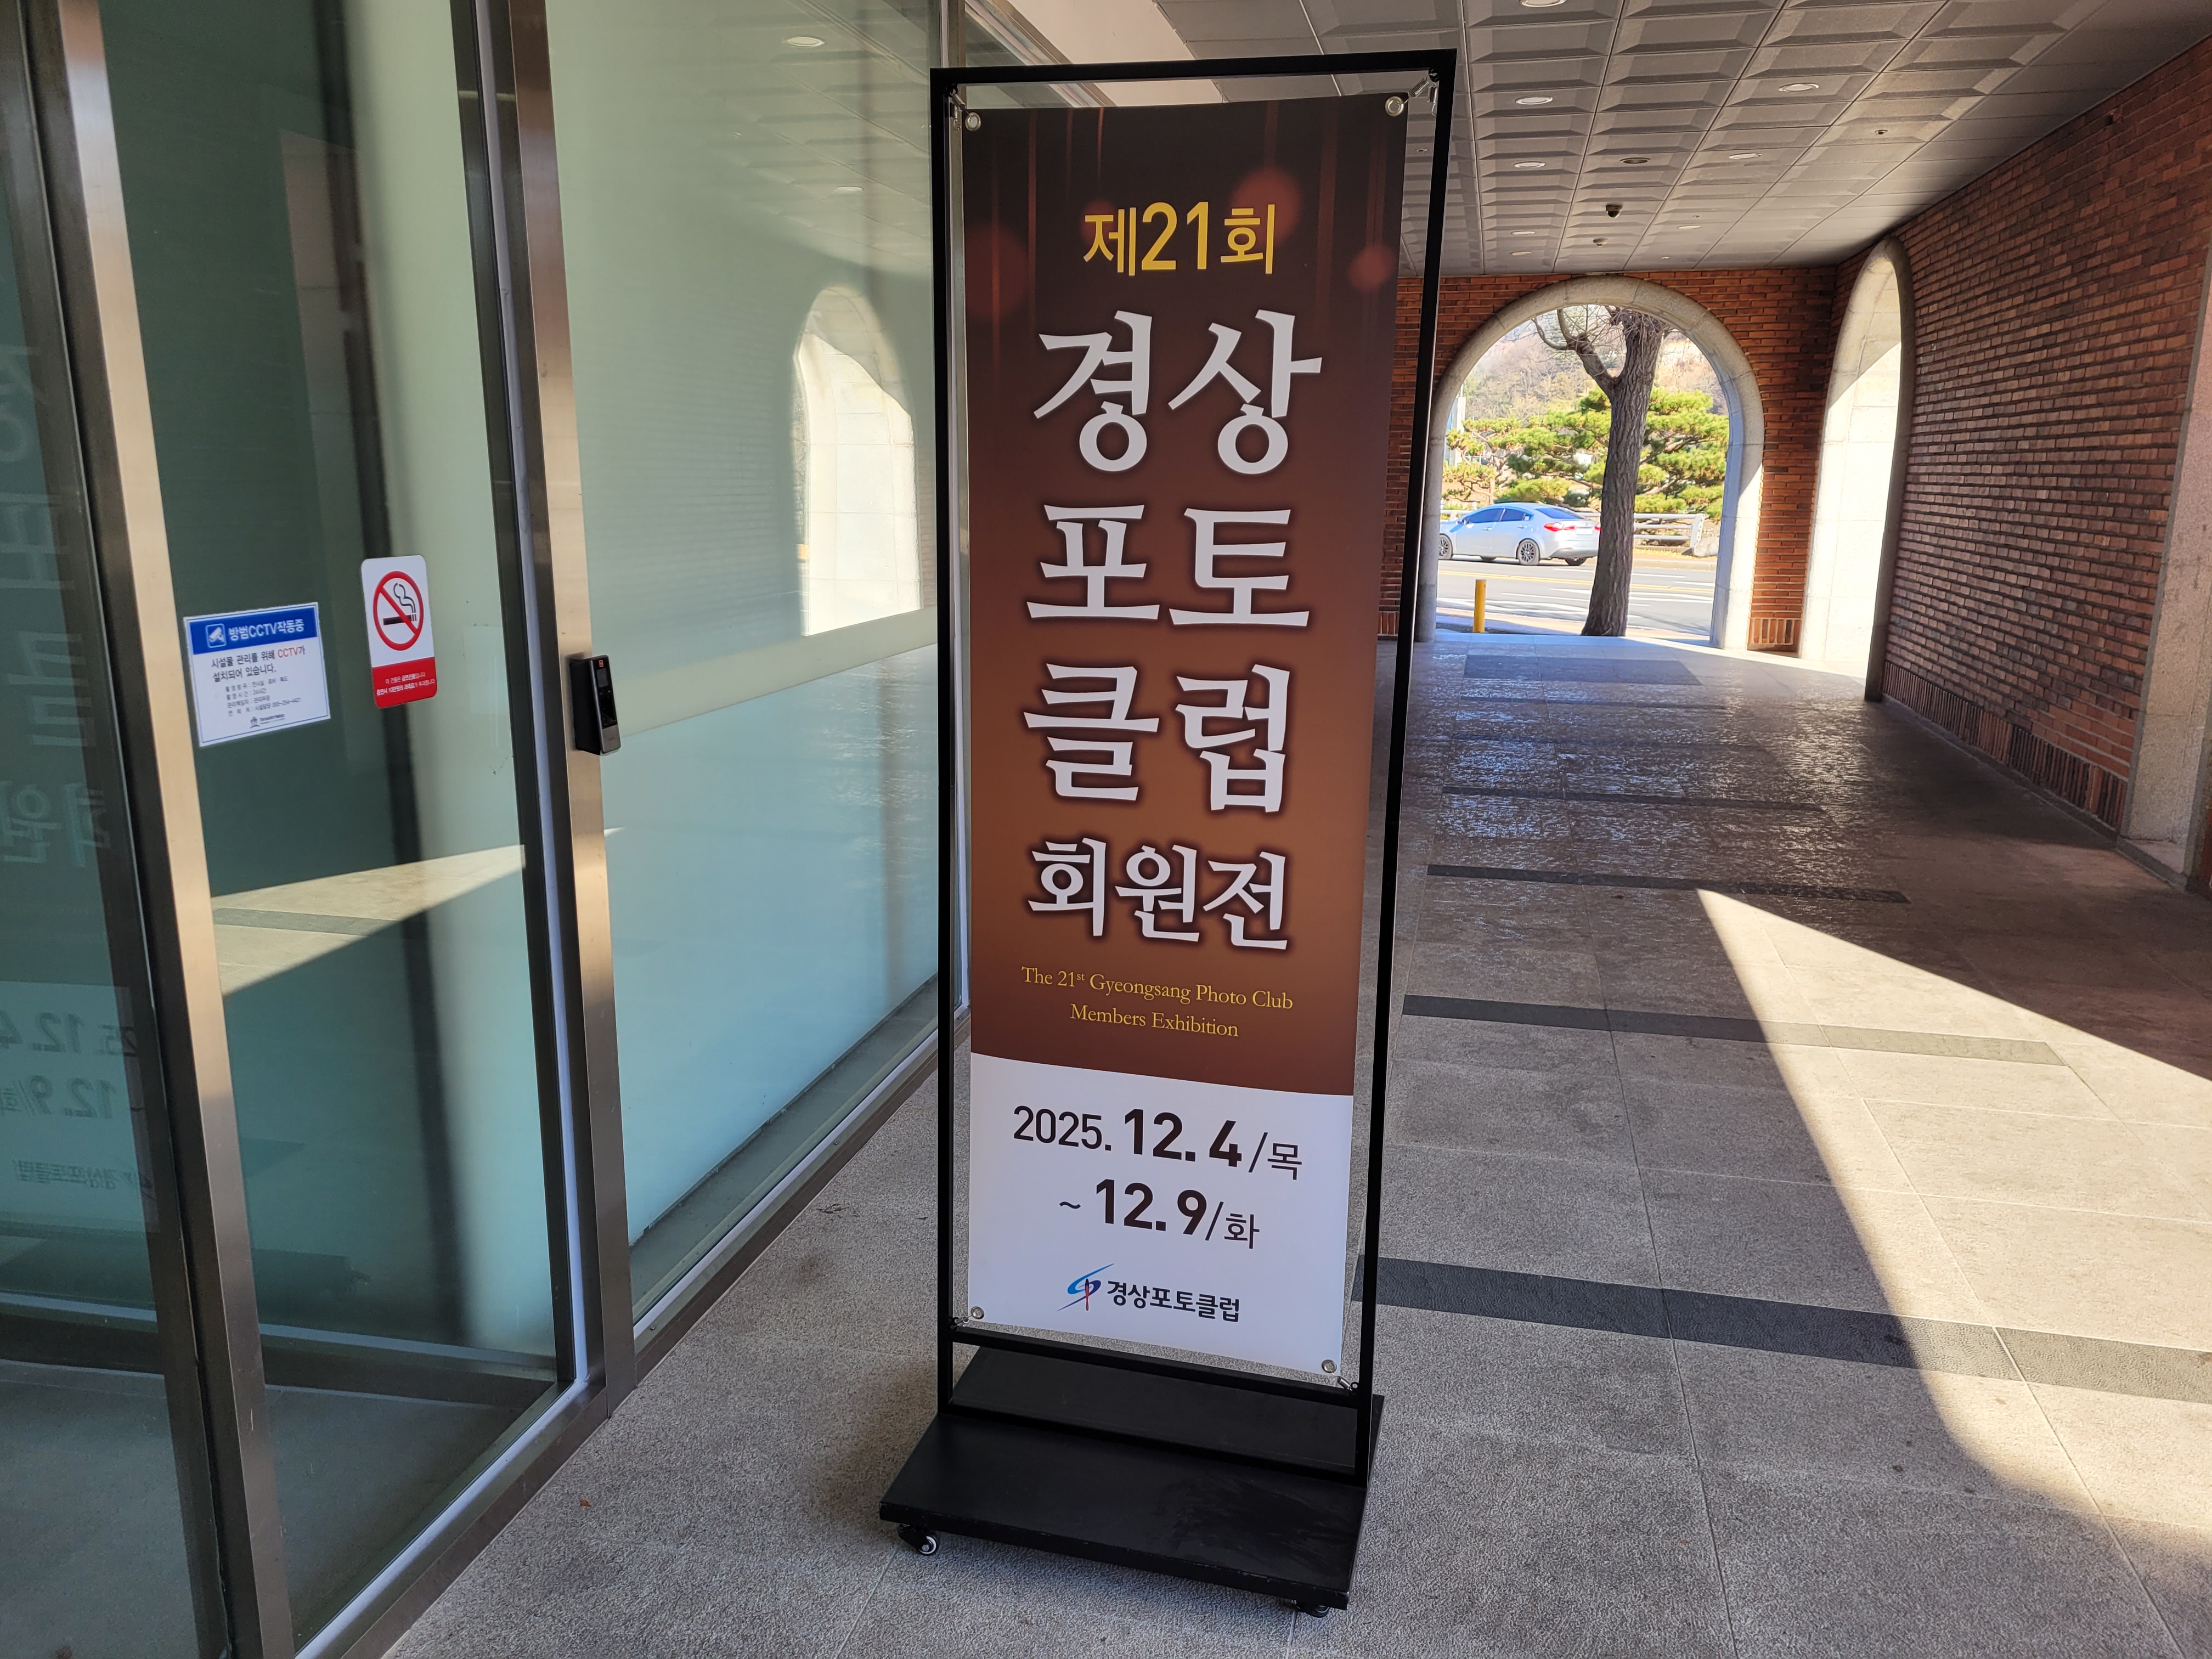 제21회
경상
포토
클럽
회원전
The 21st Gyeongsang Photo Club
Members Exhibition
2025. 12. 4/목
~ 12. 9/화
경상포토클럽
방범CCTV작동중
시설물 관리를 위해 CCTV가
설치되어 있습니다.